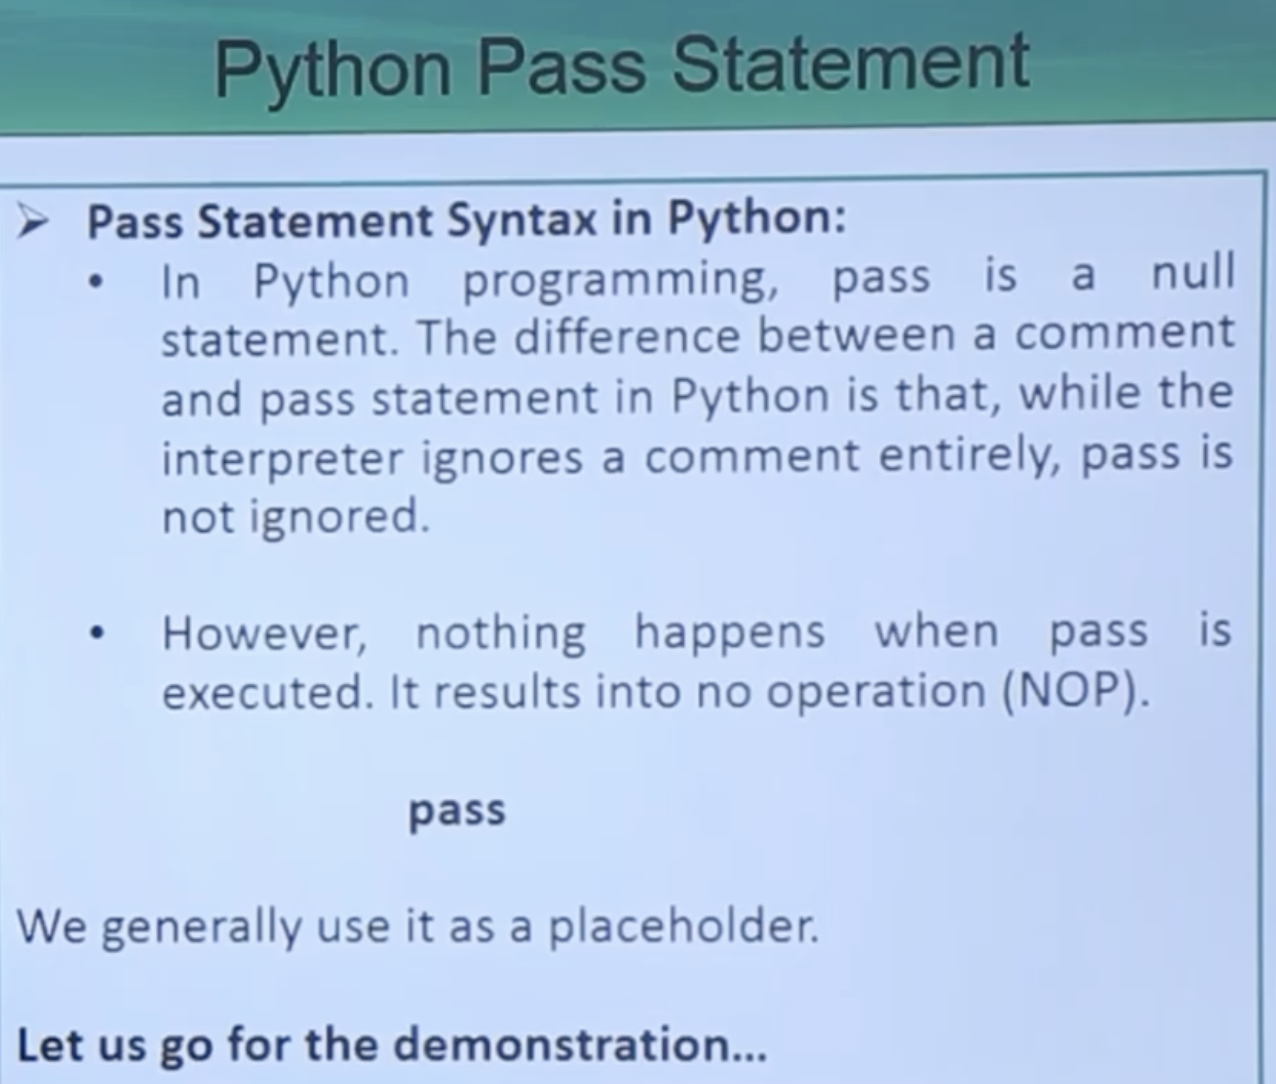 Python Pass Statement
➢ Pass Statement Syntax in Python:
• In Python programming, pass is a null
statement. The difference between a comment
and pass statement in Python is that, while the
interpreter ignores a comment entirely, pass is
not ignored.
• However, nothing happens when pass is
executed. It results into no operation (NOP).
pass
We generally use it as a placeholder.
Let us go for the demonstration...